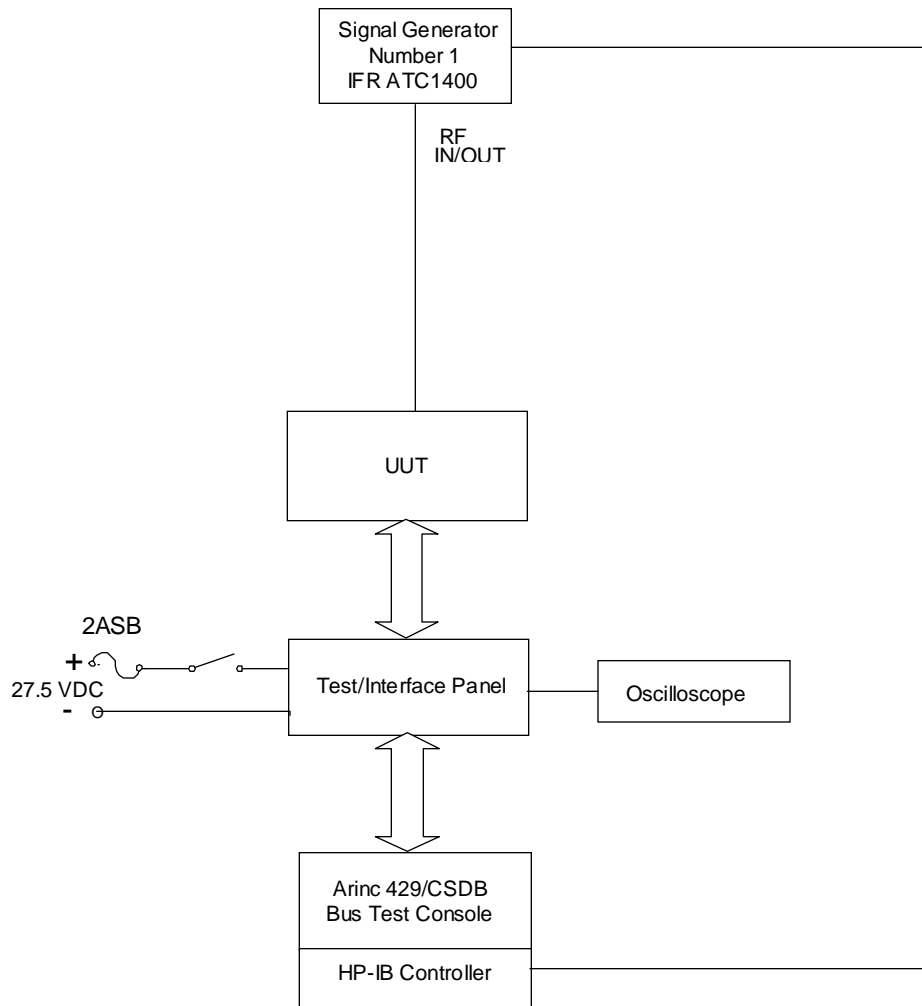 Signal Generator
Number 1
IFR ATC1400
RF
IN/OUT
UUT
2ASB
+
27.5 VDC
-
Test/Interface Panel
Oscilloscope
Arinc 429/CSDB
Bus Test Console
HP-IB Controller